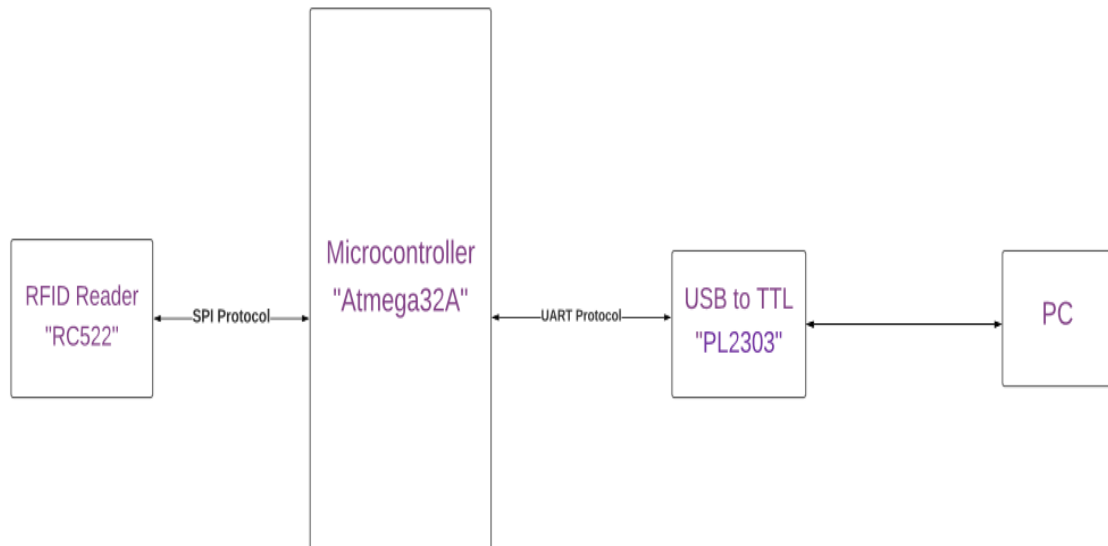 RFID Reader
"RC522"
SPI Protocol
Microcontroller
"Atmega32A"
UART Protocol
USB to TTL
"PL2303"
PC